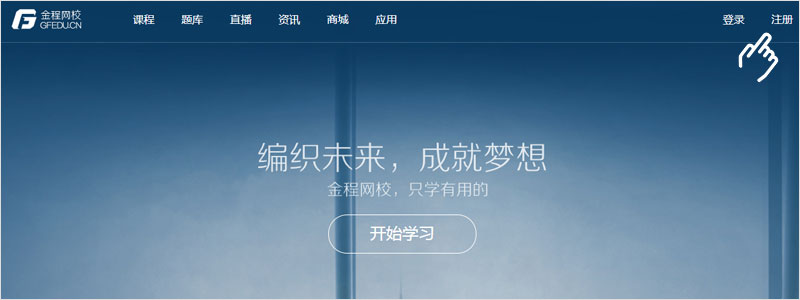 金程网校
GFEDU.CN
课程 题库 直播 资讯 商城 应用 登录 注册
编织未来，成就梦想
金程网校，只学有用的
开始学习